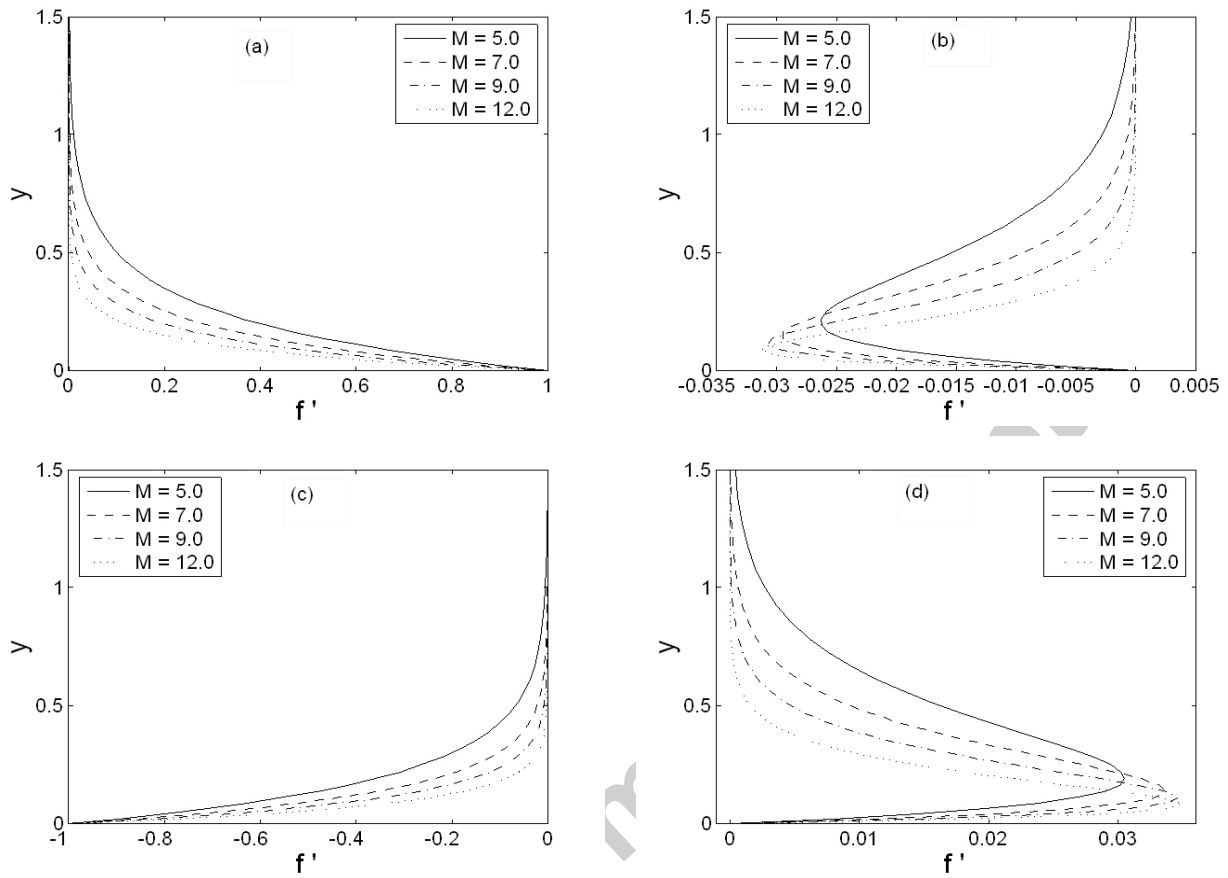 (a)
M = 5.0
M = 7.0
M = 9.0
M = 12.0
1.5
1
0.5
0
y
0 0.2 0.4 0.6 0.8 1
f '
(b)
M = 5.0
M = 7.0
M = 9.0
M = 12.0
1.5
1
0.5
0
y
-0.035 -0.03 -0.025 -0.02 -0.015 -0.01 -0.005 0 0.005
f '
(c)
M = 5.0
M = 7.0
M = 9.0
M = 12.0
1.5
1
0.5
0
y
-1 -0.8 -0.6 -0.4 -0.2 0
f '
(d)
M = 5.0
M = 7.0
M = 9.0
M = 12.0
1.5
1
0.5
0
y
0 0.01 0.02 0.03
f '